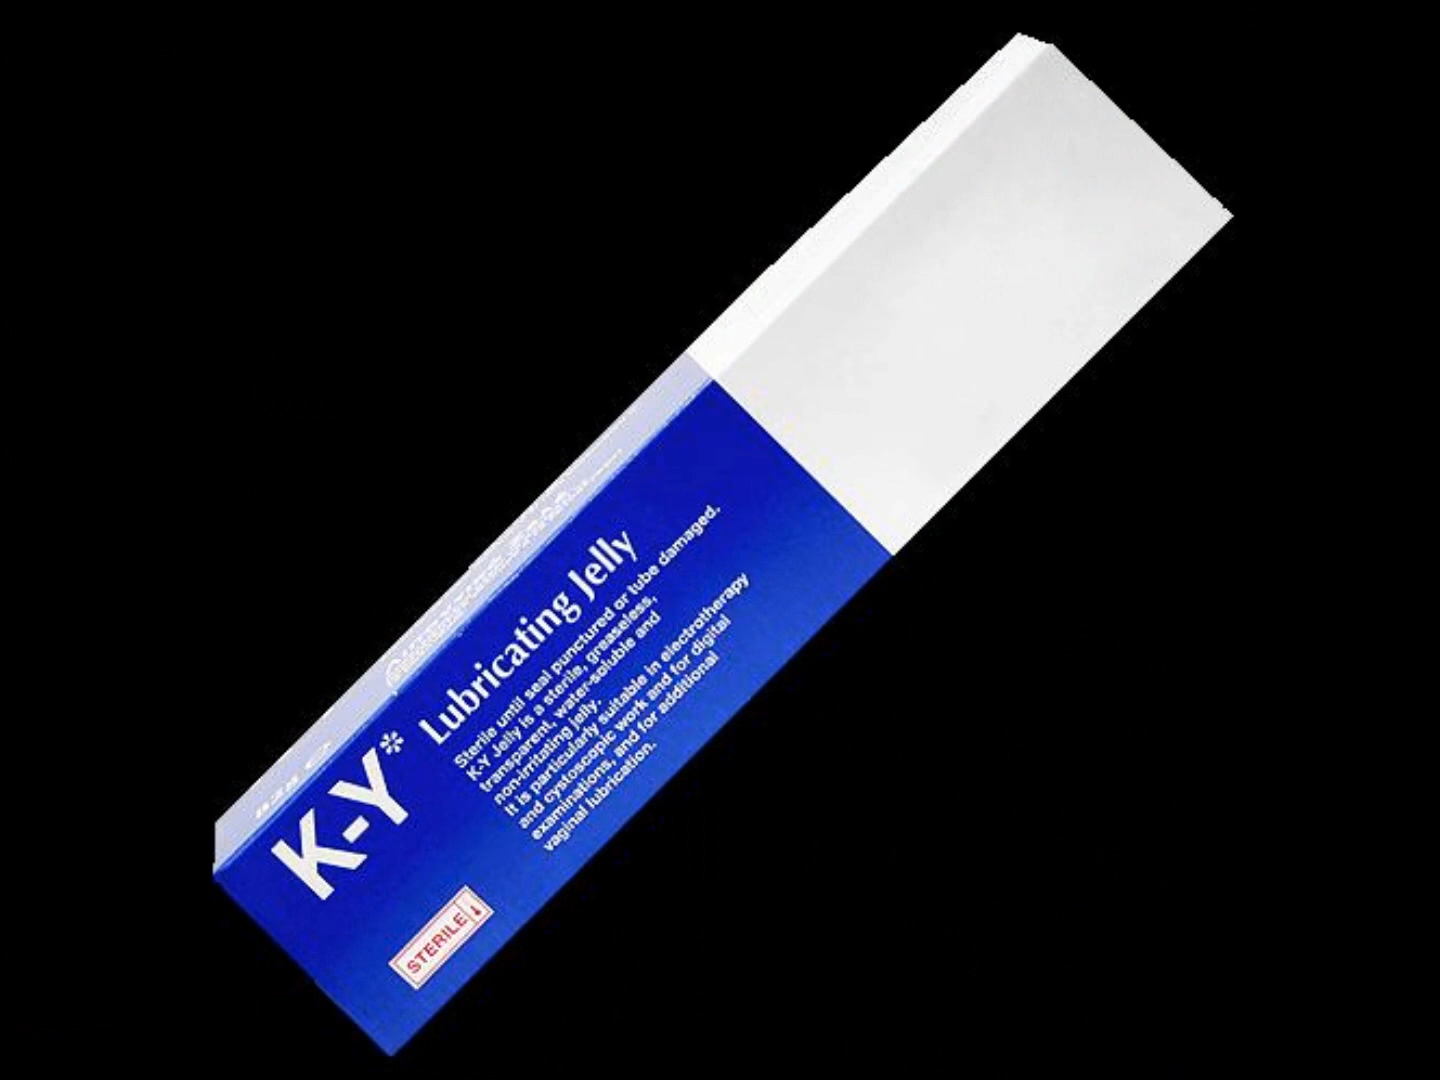 K-Y*
Lubricating Jelly
Sterile until seal punctured or tube damaged.
K-Y Jelly is a sterile, greaseless,
transparent, water-soluble and
non-irritating jelly.
It is particularly suitable in electrotherapy
and cystoscopic work and for digital
examinations, and for additional
vaginal lubrication.
STERILE